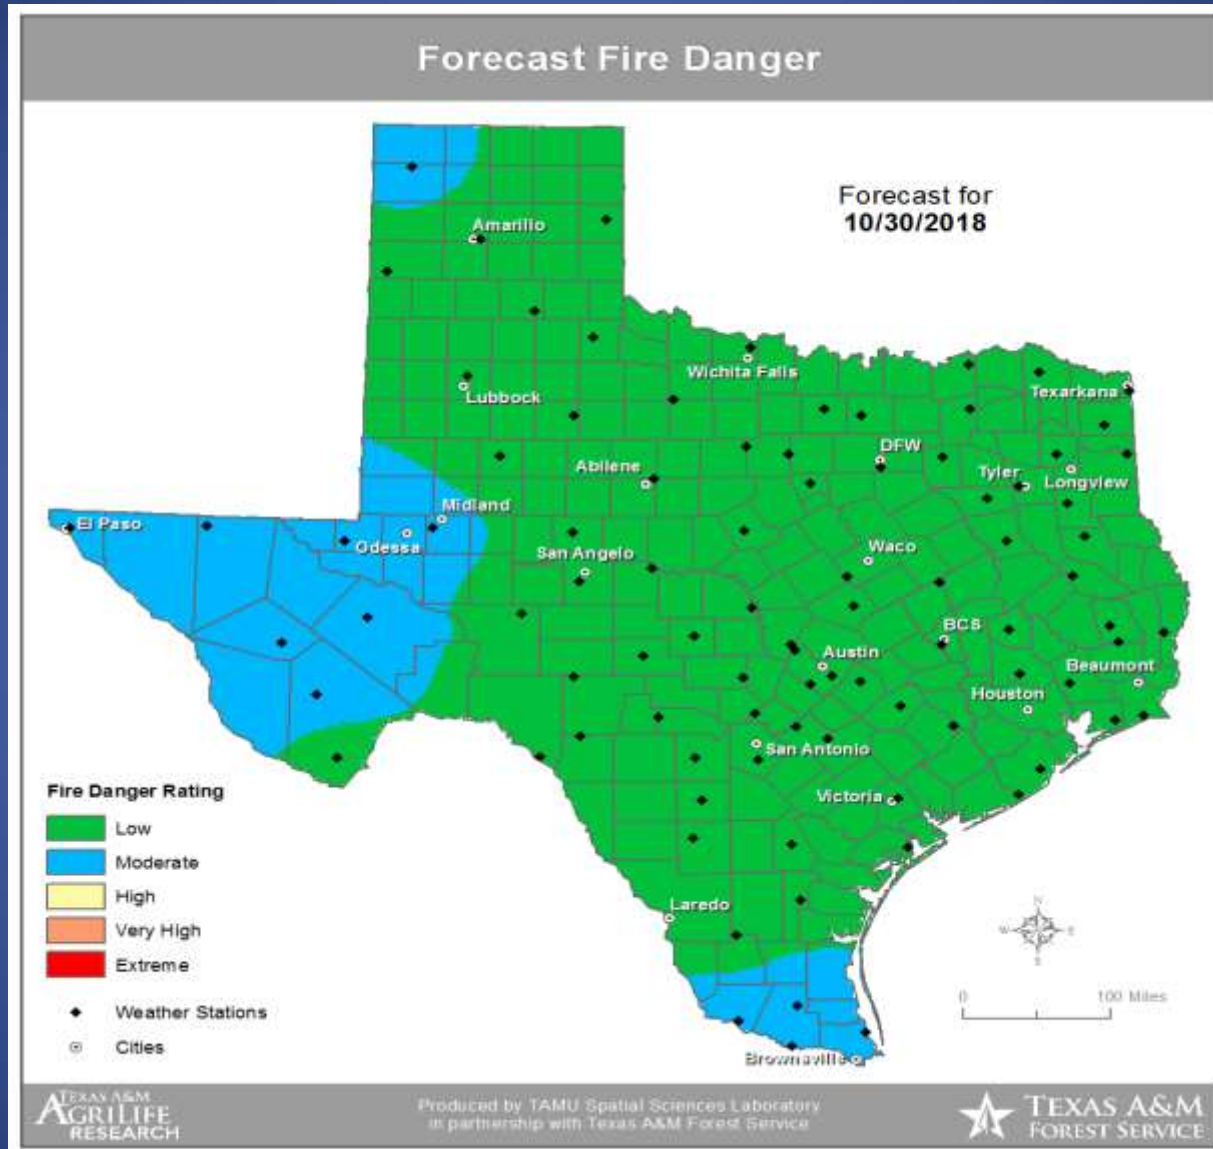 Forecast Fire Danger
Forecast for
10/30/2018
Amarillo
Wichita Falls
Lubbock
Texarkana
DFW
Abilene
Tyler
Longview
Midland
El Paso
Odessa
San Angelo
Waco
BCS
Austin
Beaumont
Houston
San Antonio
Victoria
Laredo
Brownsville
Fire Danger Rating
Low
Moderate
High
Very High
Extreme
Weather Stations
Cities
N
W
E
S
0
100 Miles
TEXAS A&M
AGRILIFE
RESEARCH
Produced by TAMU Spatial Sciences Laboratory
in partnership with Texas A&M Forest Service
TEXAS A&M
FOREST SERVICE